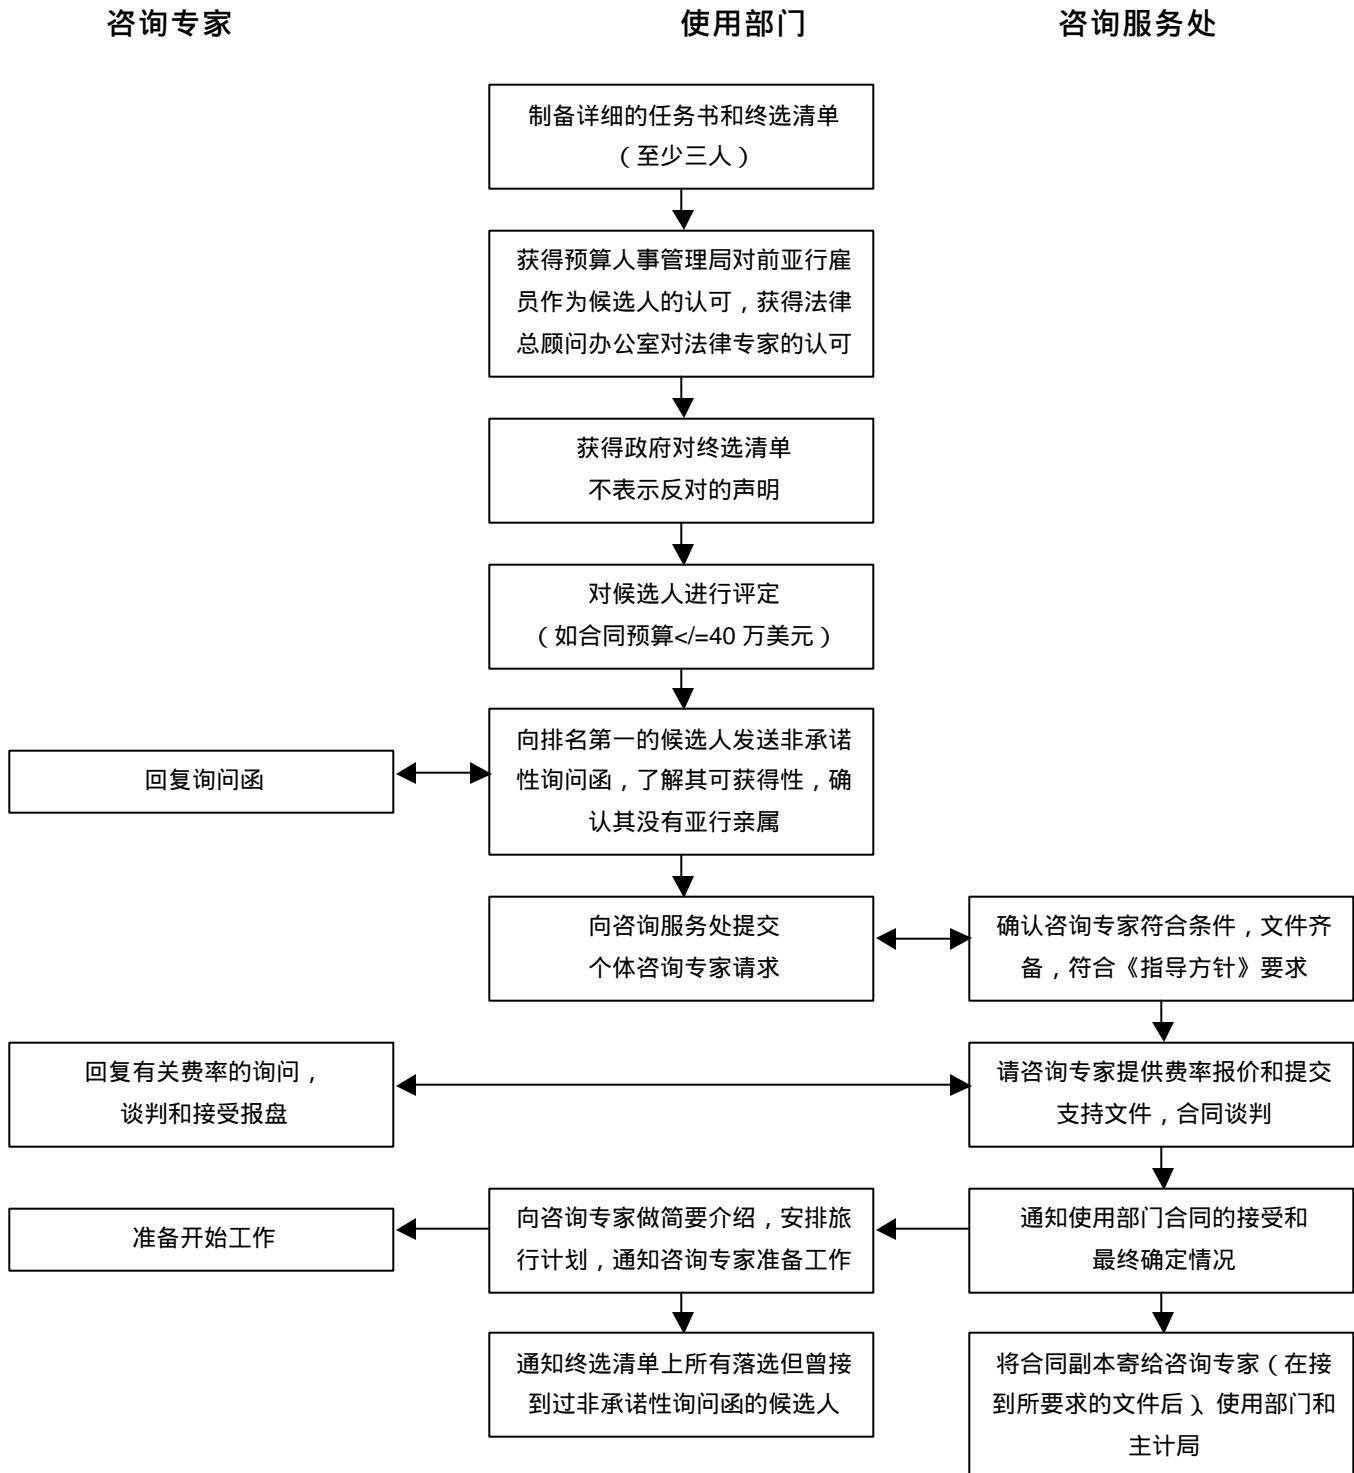 咨询专家
使用部门
咨询服务处
制备详细的任务书和终选清单
（至少三人）
获得预算人事管理局对前亚行雇
员作为候选人的认可，获得法律
总顾问办公室对法律专家的认可
获得政府对终选清单
不表示反对的声明
对候选人进行评定
（如合同预算</=40 万美元）
向排名第一的候选人发送非承诺
性询问函，了解其可获得性，确
认其没有亚行亲属
回复询问函
向咨询服务处提交
个体咨询专家请求
确认咨询专家符合条件，文件齐
备，符合《指导方针》要求
回复有关费率的询问，
谈判和接受报盘
请咨询专家提供费率报价和提交
支持文件，合同谈判
准备开始工作
向咨询专家做简要介绍，安排旅
行计划，通知咨询专家准备工作
通知使用部门合同的接受和
最终确定情况
通知终选清单上所有落选但曾接
到过非承诺性询问函的候选人
将合同副本寄给咨询专家（在接
到所要求的文件后）、使用部门和
主计局